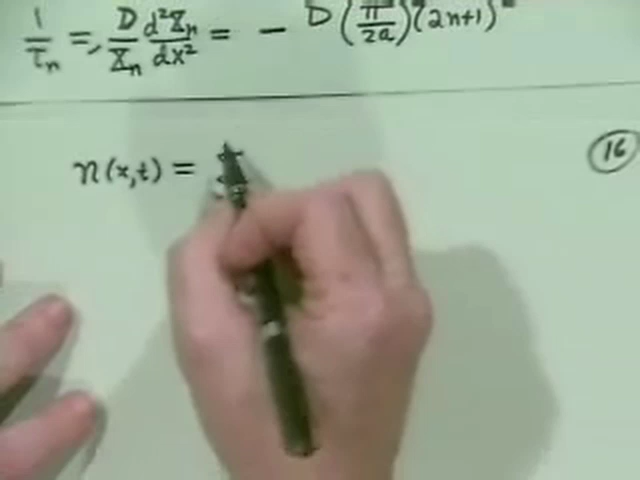 1/τₙ =, D/Xₙ d²Xₙ/dx² = - D(π/2a)²(2n+1)²
n(x,t) =
16